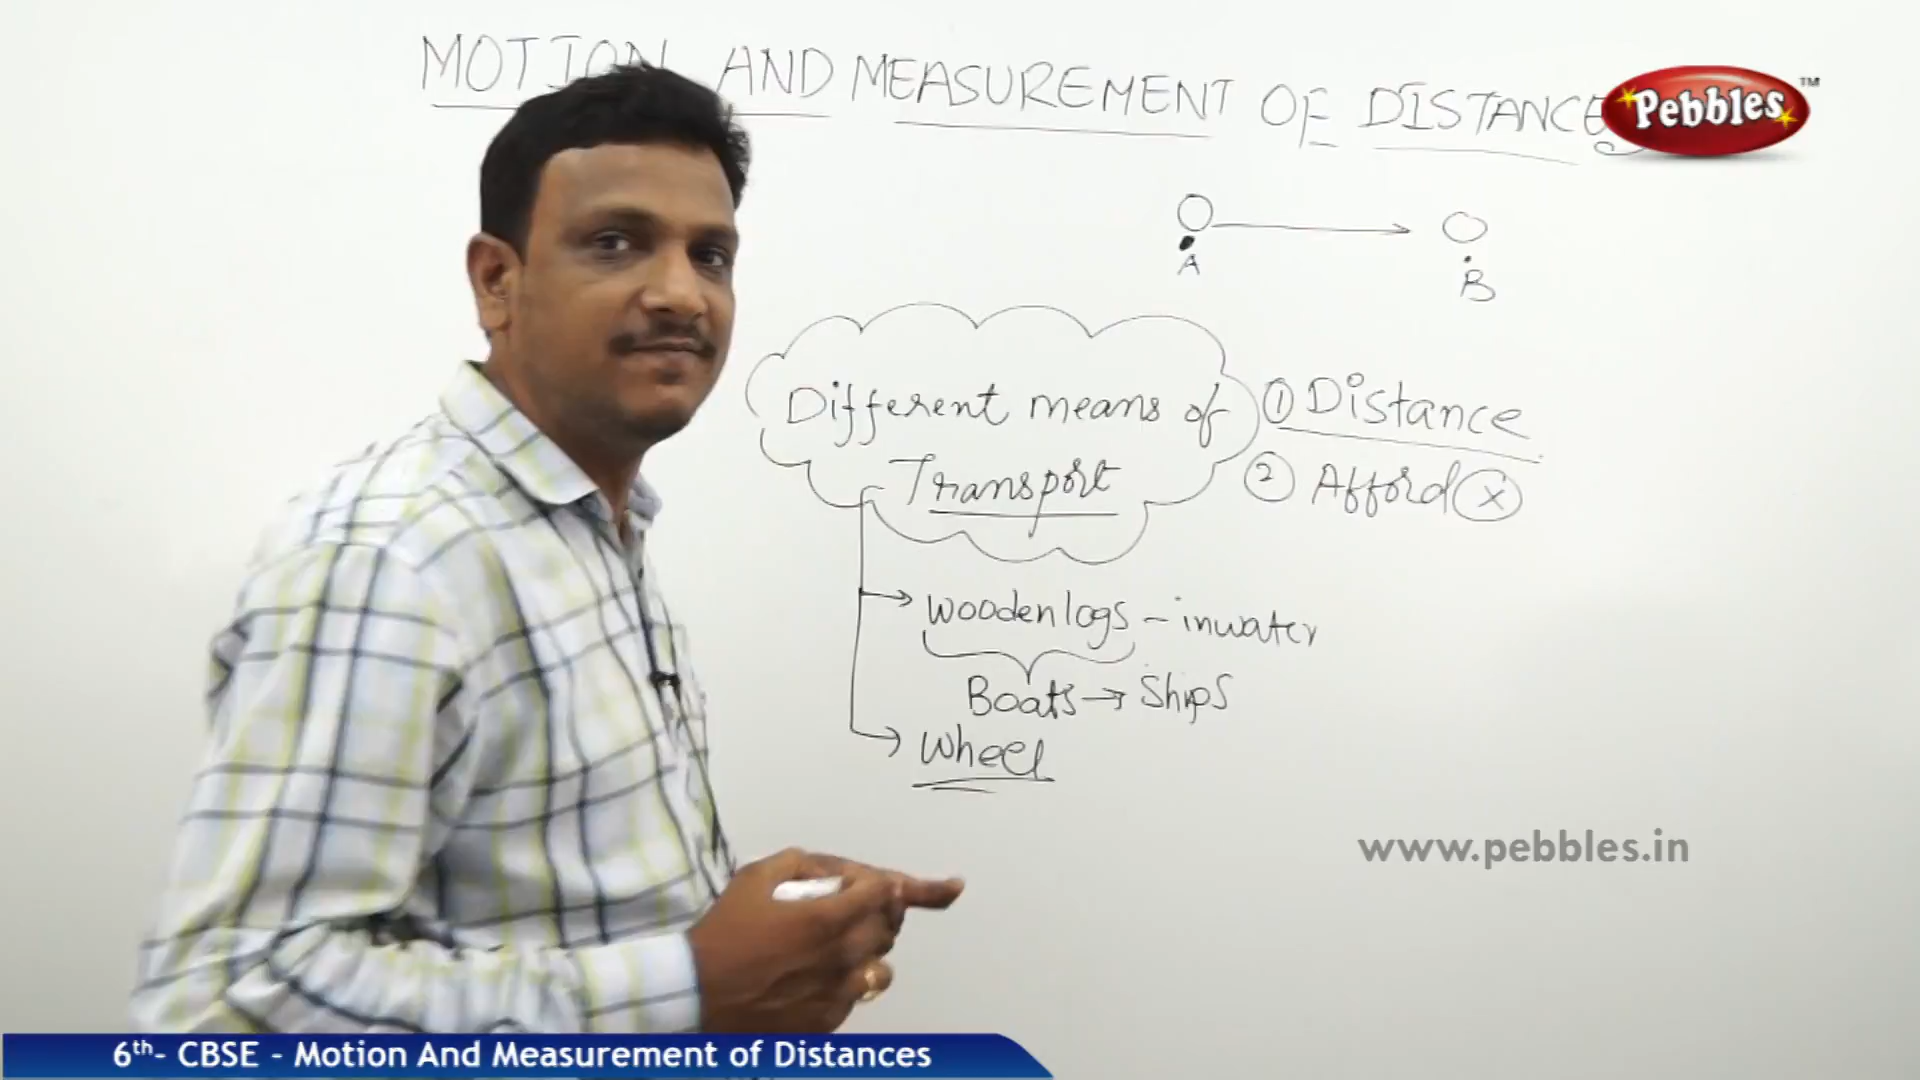 MOTION AND MEASUREMENT OF DISTANCES
Pebbles™
A
B
Different means of
Transport
① Distance
② Afford ⓧ
Woodenlogs - inwater
Boats → Ships
Wheel
www.pebbles.in
6th- CBSE - Motion And Measurement of Distances